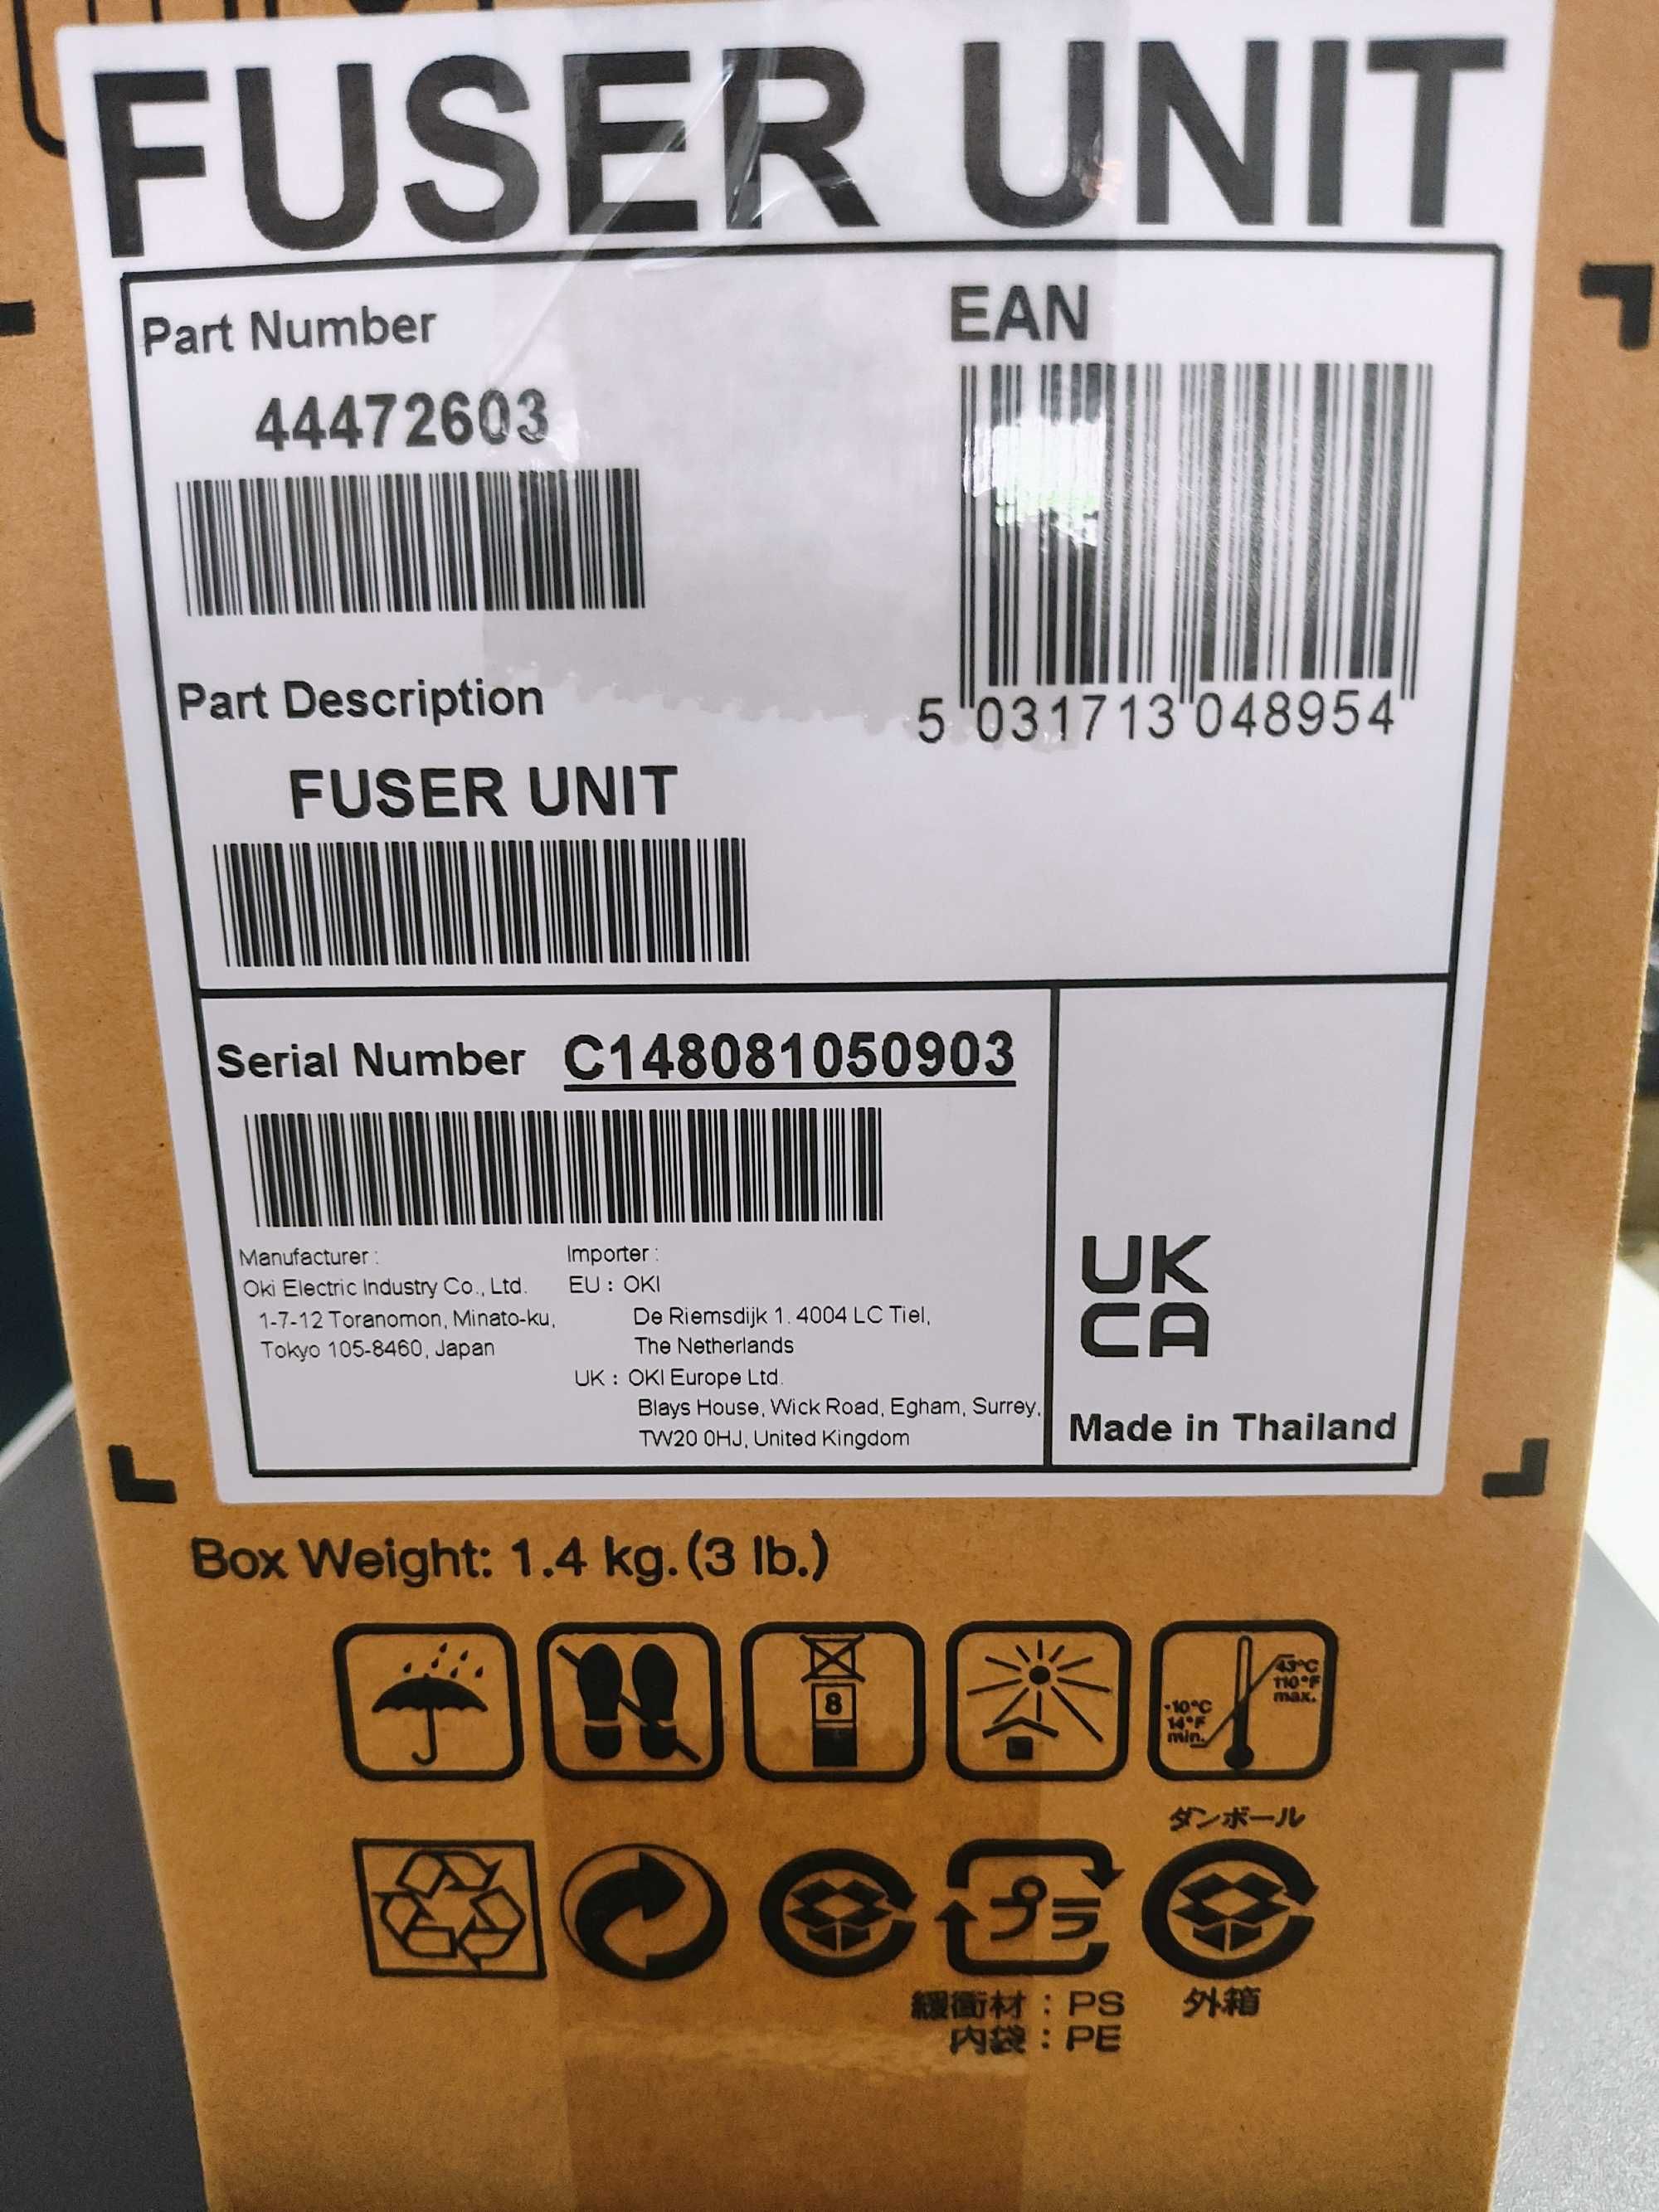 FUSER UNIT
Part Number
44472603
EAN
5 031713 048954
Part Description
FUSER UNIT
Serial Number C148081050903
Manufacturer :
Oki Electric Industry Co., Ltd.
1-7-12 Toranomon, Minato-ku,
Tokyo 105-8460, Japan
Importer :
EU : OKI
De Riemsdijk 1. 4004 LC Tiel,
The Netherlands
UK : OKI Europe Ltd.
Blays House, Wick Road, Egham, Surrey,
TW20 0HJ, United Kingdom
UK
CA
Made in Thailand
Box Weight: 1.4 kg. (3 lb.)
8
43°C
110°F
max.
-10°C
14°F
min.
ダンボール
プラ
緩衝材 : PS
内袋 : PE
外箱